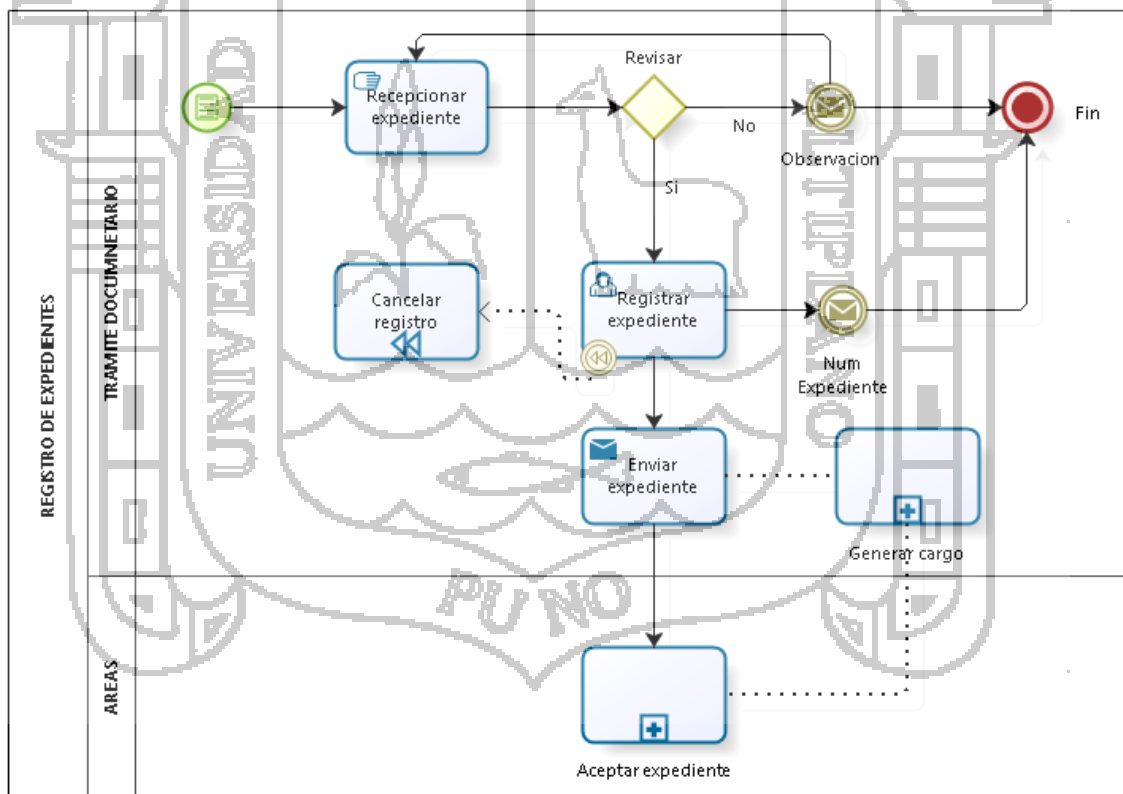 REGISTRO DE EXPEDIENTES
TRAMITE DOCUMNETARIO
AREAS
Recepcionar
expediente
Revisar
No
Si
Observacion
Fin
Cancelar
registro
Registrar
expediente
Num
Expediente
Enviar
expediente
Generar cargo
Aceptar expediente
UNIVERSIDAD
ALTIPLANO
PUNO